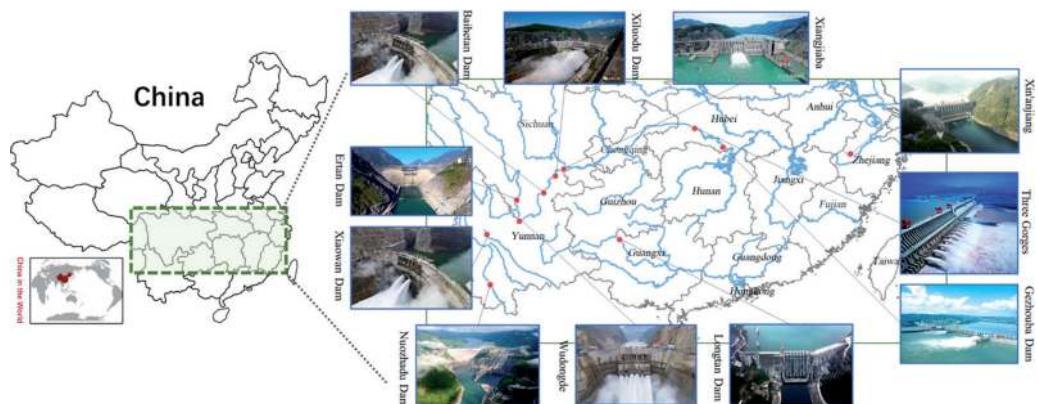 China
China in the World
Baihetan Dam
Xiluodu Dam
Xiangjiaba
Xin'anjiang
Three Gorges
Gezhouba Dam
Ertan Dam
Xiaowan Dam
Nuozhadu Dam
Wudongde
Longtan Dam
Sichuan
Chongqing
Hubei
Anhui
Zhejiang
Hunan
Jiangxi
Guizhou
Fujian
Yunnan
Guangxi
Guangdong
Taiwan